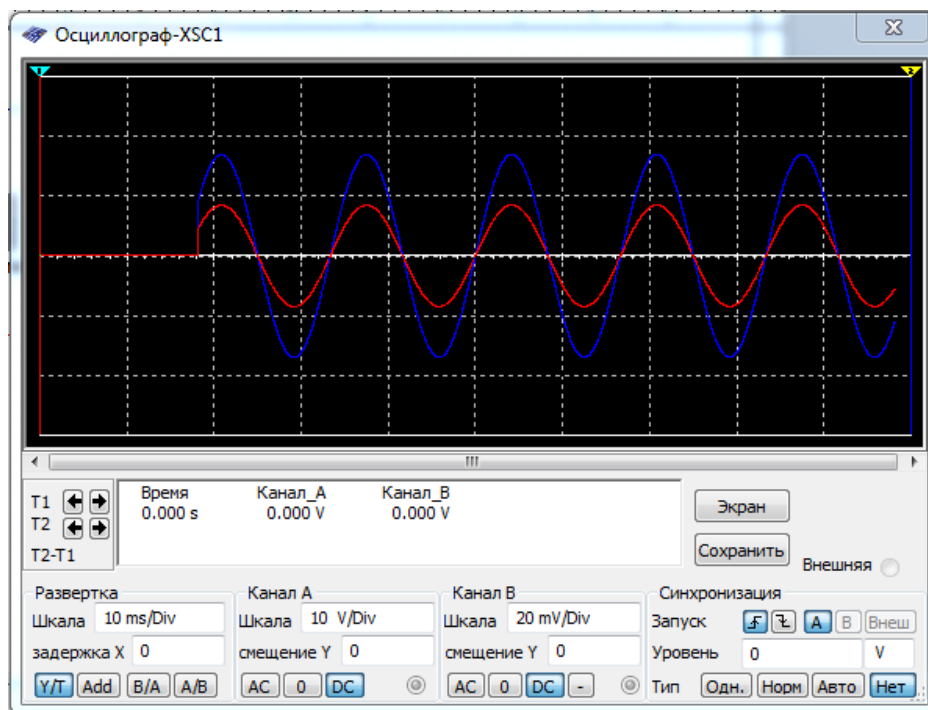 Осциллограф-XSC1
1 2
T1 Время Канал_A Канал_B
0.000 s 0.000 V 0.000 V
T2
T2-T1
Экран
Сохранить
Внешняя
Развертка Канал A Канал B Синхронизация
Шкала 10 ms/Div Шкала 10 V/Div Шкала 20 mV/Div Запуск A B Внеш
задержка X 0 смещение Y 0 смещение Y 0 Уровень 0 V
Y/T Add B/A A/B AC 0 DC AC 0 DC - Тип Одн. Норм Авто Нет